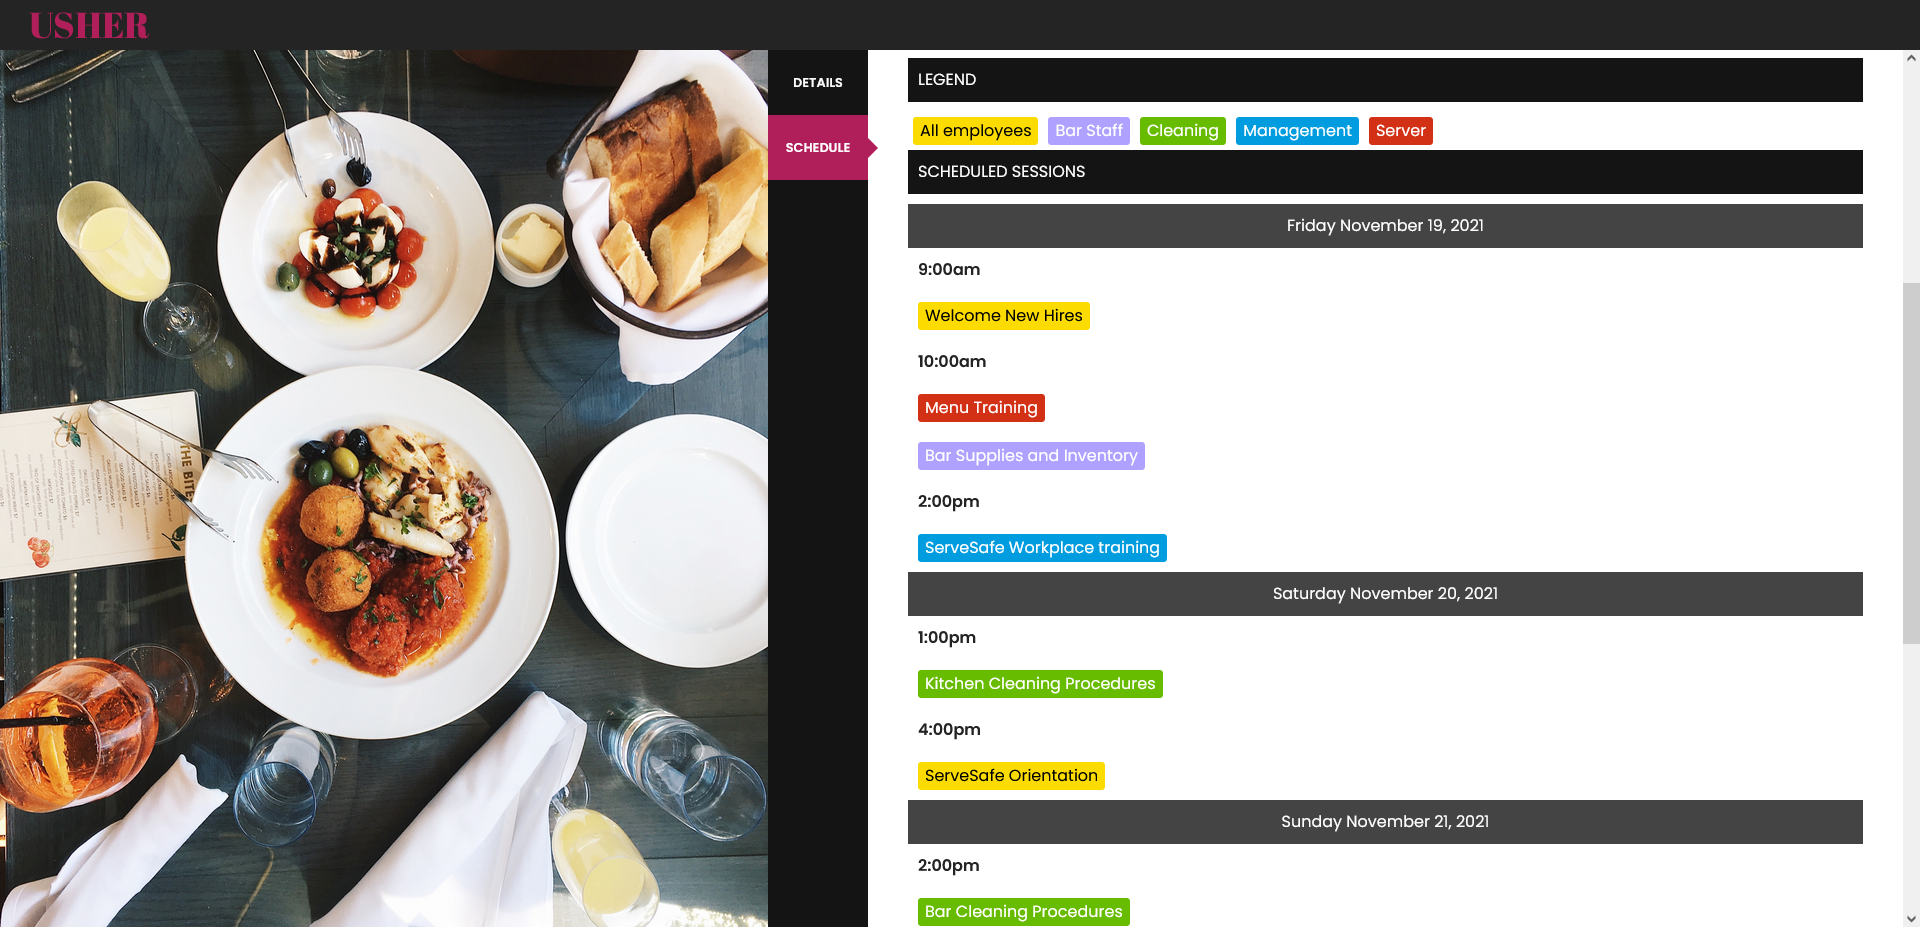 USHER
DETAILS
SCHEDULE
LEGEND
All employees Bar Staff Cleaning Management Server
SCHEDULED SESSIONS
Friday November 19, 2021
9:00am
Welcome New Hires
10:00am
Menu Training
Bar Supplies and Inventory
2:00pm
ServeSafe Workplace training
Saturday November 20, 2021
1:00pm
Kitchen Cleaning Procedures
4:00pm
ServeSafe Orientation
Sunday November 21, 2021
2:00pm
Bar Cleaning Procedures
THE BITE